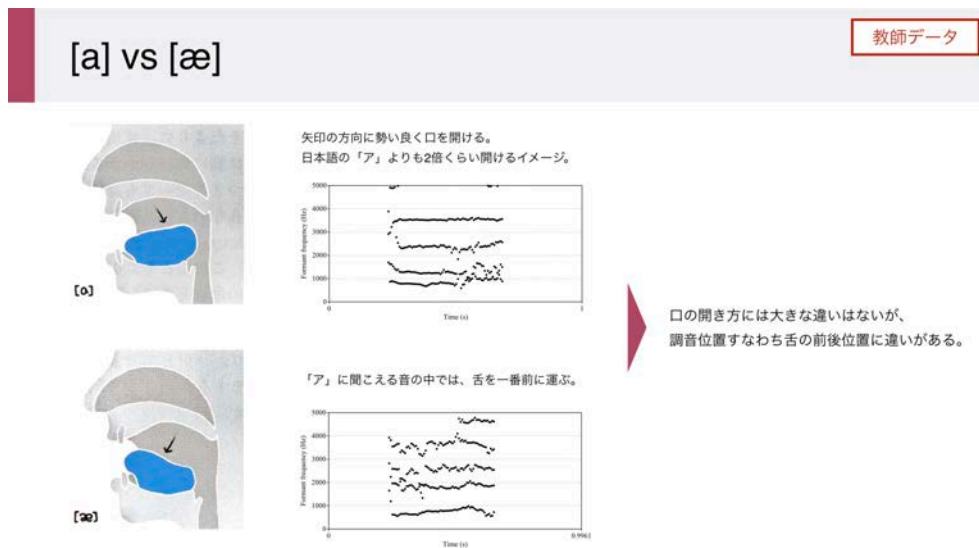 [a] vs [æ]
教師データ
矢印の方向に勢い良く口を開ける。
日本語の「ア」よりも2倍くらい開けるイメージ。
[ɑ]
Formant frequency (Hz)
5000
4000
3000
2000
1000
0
0
1
Time (s)
口の開き方には大きな違いはないが、
調音位置すなわち舌の前後位置に違いがある。
「ア」に聞こえる音の中では、舌を一番前に運ぶ。
[æ]
Formant frequency (Hz)
5000
4000
3000
2000
1000
0
0
Time (s)